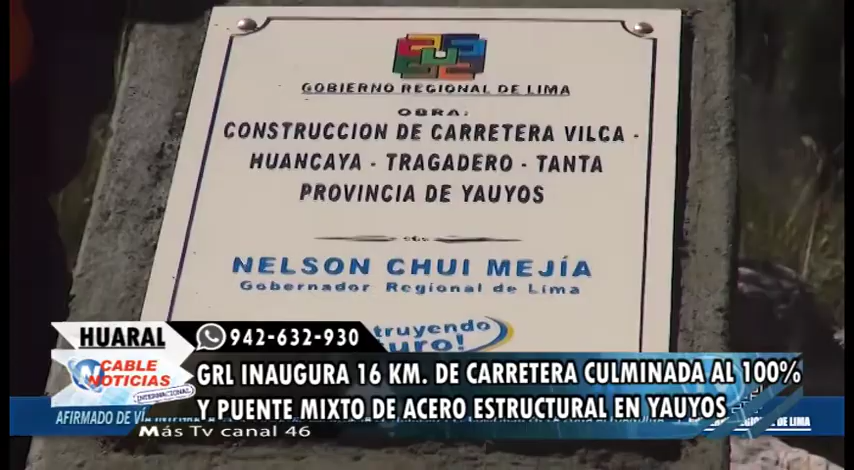 GOBIERNO REGIONAL DE LIMA
OBRA:
CONSTRUCCION DE CARRETERA VILCA -
HUANCAYA - TRAGADERO - TANTA
PROVINCIA DE YAUYOS
NELSON CHUI MEJÍA
Gobernador Regional de Lima
HUARAL
942-632-930
CABLE
NOTICIAS
INTERNACIONAL
GRL INAUGURA 16 KM. DE CARRETERA CULMINADA AL 100%
Y PUENTE MIXTO DE ACERO ESTRUCTURAL EN YAUYOS
AFIRMADO DE
Más Tv canal 46